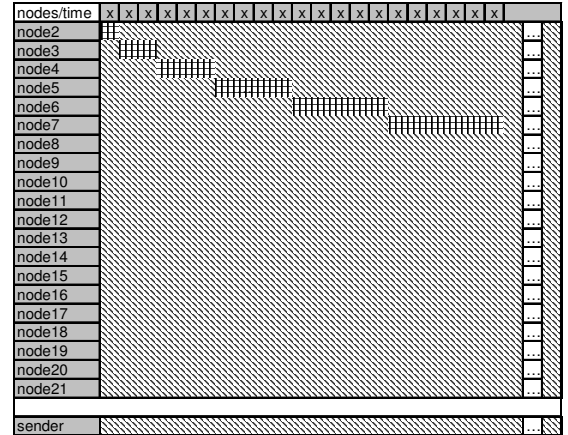 nodes/time x x x x x x x x x x x x x x x x x x x x x x x x x
node2 ...
node3 ...
node4 ...
node5 ...
node6 ...
node7 ...
node8 ...
node9 ...
node10 ...
node11 ...
node12 ...
node13 ...
node14 ...
node15 ...
node16 ...
node17 ...
node18 ...
node19 ...
node20 ...
node21 ...
sender ...